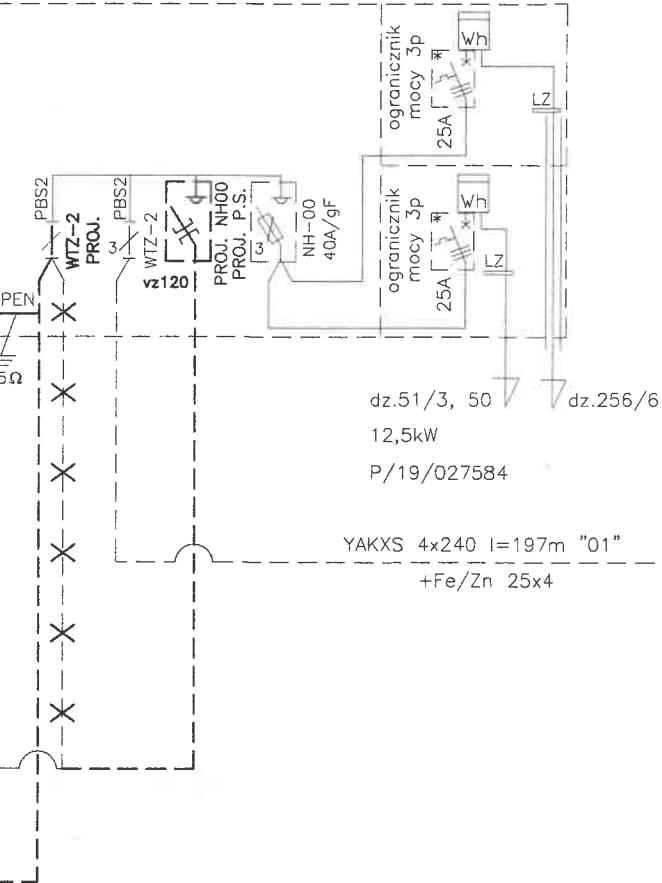 ogranicznik
mocy 3p
*
25A
Wh
LZ
ogranicznik
mocy 3p
*
25A
Wh
LZ
PBS2
WTZ-2
PROJ.
PBS2
3
WTZ-2
vz120
PROJ. NH00
PROJ. P.S.
3
NH-00
40A/gF
PEN
5Ω
dz.51/3, 50
dz.256/6
12,5kW
P/19/027584
YAKXS 4x240 l=197m "01"
+Fe/Zn 25x4